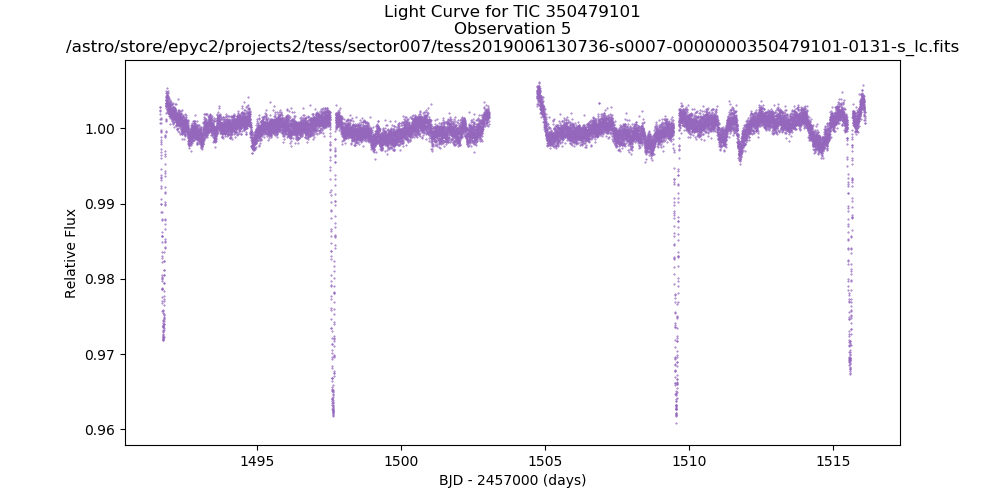 Light Curve for TIC 350479101
Observation 5
/astro/store/epyc2/projects2/tess/sector007/tess2019006130736-s0007-0000000350479101-0131-s_lc.fits
1.00
0.99
0.98
0.97
0.96
Relative Flux
1495
1500
1505
1510
1515
BJD - 2457000 (days)